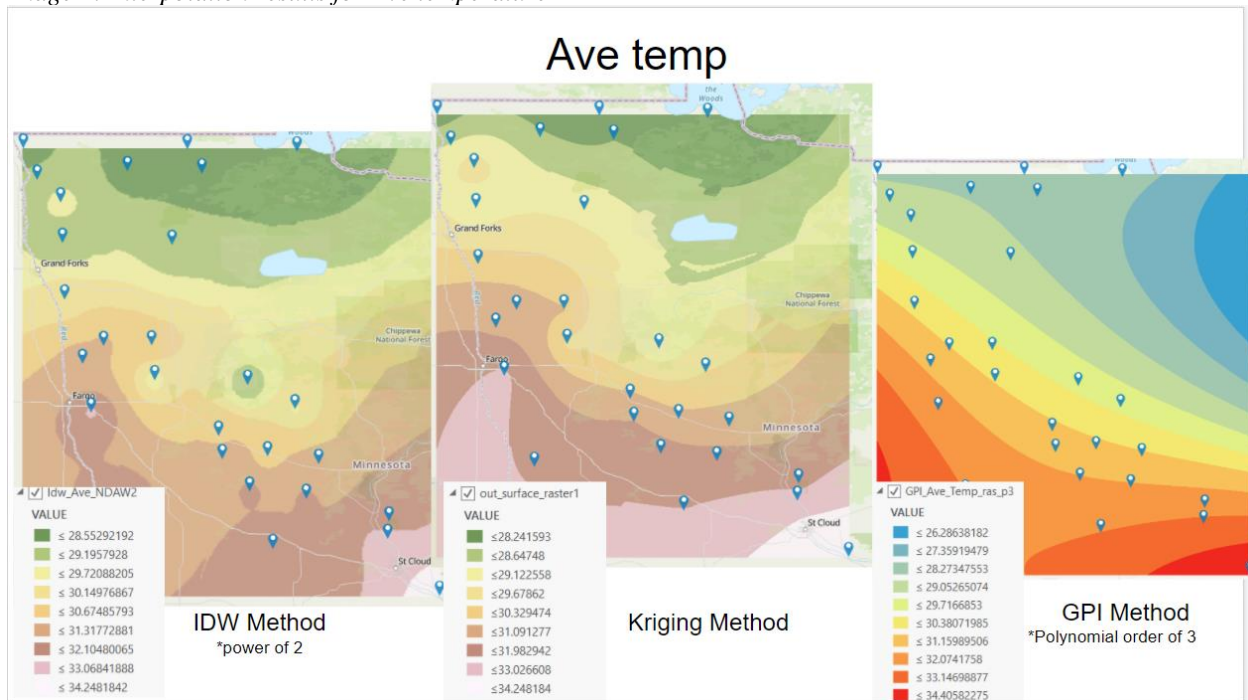 Ave temp
the
Woods
Grand Forks
Red
Chippewa
National Forest
Fargo
Minnesota
St Cloud
Idw_Ave_NDAW2
VALUE
≤ 28.55292192
≤ 29.1957928
≤ 29.72088205
≤ 30.14976867
≤ 30.67485793
≤ 31.31772881
≤ 32.10480065
≤ 33.06841888
≤ 34.2481842
IDW Method
*power of 2
Grand Forks
Red
Chippewa
National Forest
Fargo
Minnesota
St Cloud
out_surface_raster1
VALUE
≤28.241593
≤28.64748
≤29.122558
≤29.67862
≤30.329474
≤31.091277
≤31.982942
≤33.026608
≤34.248184
Kriging Method
Woods
GPI_Ave_Temp_ras_p3
VALUE
≤ 26.28638182
≤ 27.35919479
≤ 28.27347553
≤ 29.05265074
≤ 29.7166853
≤ 30.38071985
≤ 31.15989506
≤ 32.0741758
≤ 33.14698877
≤ 34.40582275
GPI Method
*Polynomial order of 3